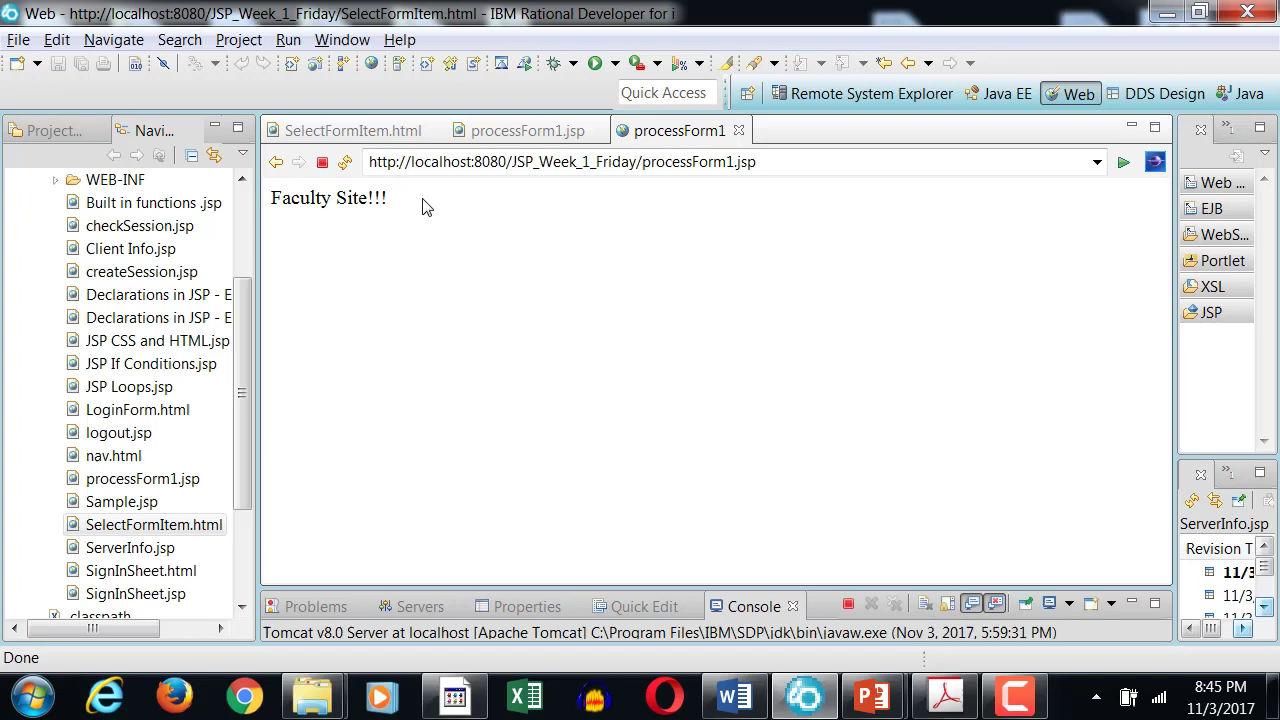 Web - http://localhost:8080/JSP_Week_1_Friday/SelectFormItem.html - IBM Rational Developer for i
File Edit Navigate Search Project Run Window Help
Quick Access
Remote System Explorer Java EE Web DDS Design Java
Project... Navi... SelectFormItem.html processForm1.jsp processForm1
http://localhost:8080/JSP_Week_1_Friday/processForm1.jsp
Faculty Site!!!
WEB-INF
Built in functions .jsp
checkSession.jsp
Client Info.jsp
createSession.jsp
Declarations in JSP - E
Declarations in JSP - E
JSP CSS and HTML.jsp
JSP If Conditions.jsp
JSP Loops.jsp
LoginForm.html
logout.jsp
nav.html
processForm1.jsp
Sample.jsp
SelectFormItem.html
ServerInfo.jsp
SignInSheet.html
SignInSheet.jsp
.classpath
Web ...
EJB
WebS...
Portlet
XSL
JSP
ServerInfo.jsp
Revision T
11/3
11/3,
Problems Servers Properties Quick Edit Console
Tomcat v8.0 Server at localhost [Apache Tomcat] C:\Program Files\IBM\SDP\jdk\bin\javaw.exe (Nov 3, 2017, 5:59:31 PM)
Done
8:45 PM
11/3/2017